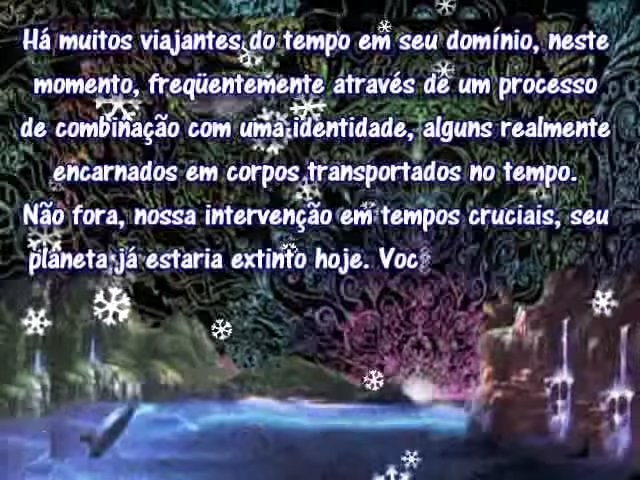 Há muitos viajantes do tempo em seu domínio, neste
momento, freqüentemente através de um processo
de combinação com uma identidade, alguns realmente
encarnados em corpos transportados no tempo.
Não fora, nossa intervenção em tempos cruciais, seu
planeta já estaria extinto hoje. Voc